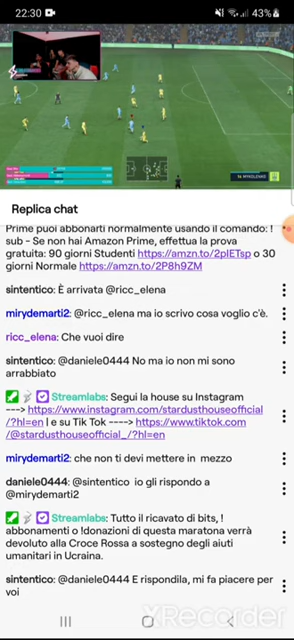 22:30
43%
16 MYKOLENKO
Replica chat
Prime puoi abbonarti normalmente usando il comando: !
sub - Se non hai Amazon Prime, effettua la prova
gratuita: 90 giorni Studenti https://amzn.to/2pIETsp o 30
giorni Normale https://amzn.to/2P8h9ZM
sintentico: È arrivata @ricc_elena
mirydemarti2: @ricc_elena ma io scrivo cosa voglio c'è.
ricc_elena: Che vuoi dire
sintentico: @daniele0444 No ma io non mi sono
arrabbiato
Streamlabs: Segui la house su Instagram
---> https://www.instagram.com/stardusthouseofficial
/?hl=en | e su Tik Tok ----> https://www.tiktok.com
/@stardusthouseofficial_/?hl=en
mirydemarti2: che non ti devi mettere in mezzo
daniele0444: @sintentico io gli rispondo a
@mirydemarti2
Streamlabs: Tutto il ricavato di bits, !
abbonamenti o !donazioni di questa maratona verrà
devoluto alla Croce Rossa a sostegno degli aiuti
umanitari in Ucraina.
sintentico: @daniele0444 E rispondila, mi fa piacere per
voi
XRecorder